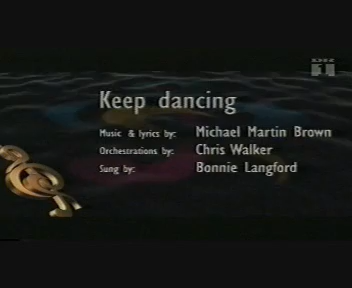 Keep dancing
Music & lyrics by: Michael Martin Brown
Orchestrations by: Chris Walker
Sung by: Bonnie Langford